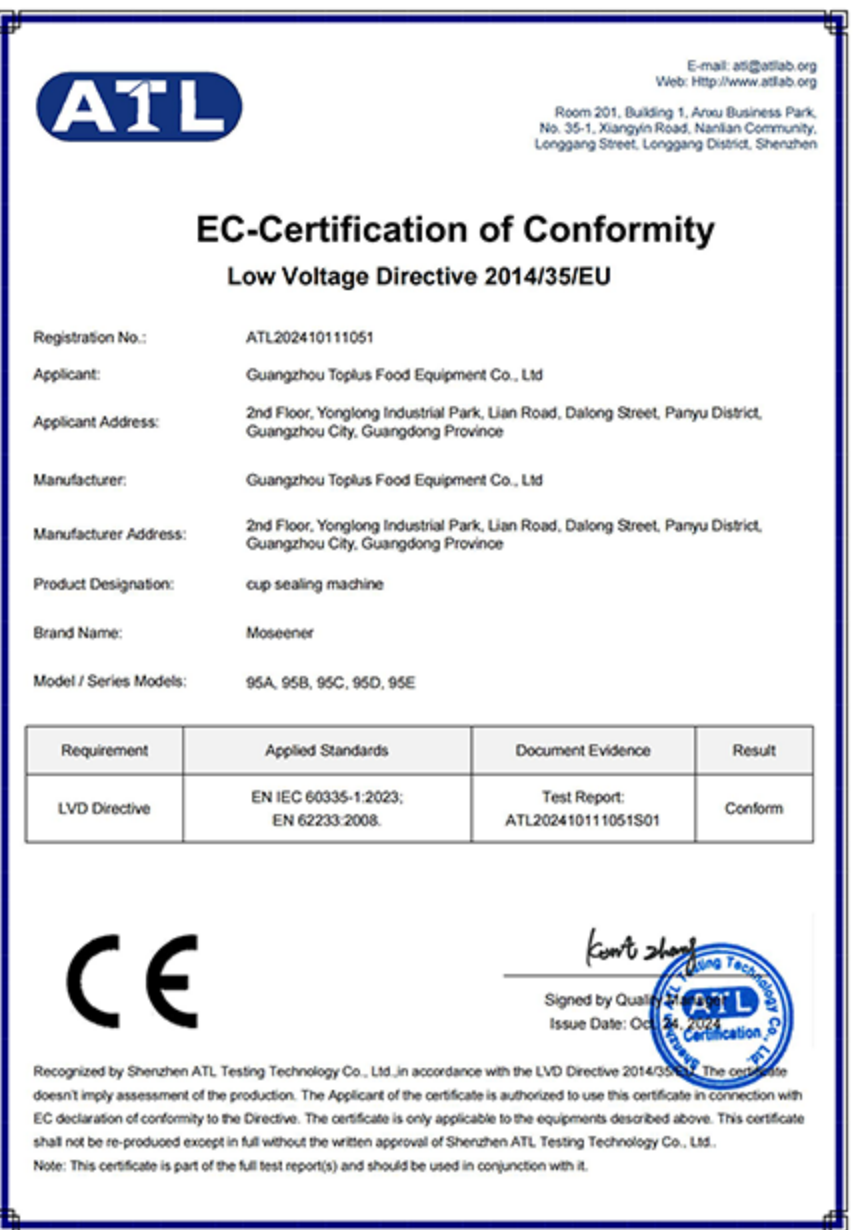 ATL
E-mail: atl@atllab.org
Web: Http://www.atllab.org
Room 201, Building 1, Anxu Business Park,
No. 35-1, Xiangyin Road, Nanlian Community,
Longgang Street, Longgang District, Shenzhen
EC-Certification of Conformity
Low Voltage Directive 2014/35/EU
Registration No.: ATL202410111051
Applicant: Guangzhou Toplus Food Equipment Co., Ltd
Applicant Address: 2nd Floor, Yonglong Industrial Park, Lian Road, Dalong Street, Panyu District,
Guangzhou City, Guangdong Province
Manufacturer: Guangzhou Toplus Food Equipment Co., Ltd
Manufacturer Address: 2nd Floor, Yonglong Industrial Park, Lian Road, Dalong Street, Panyu District,
Guangzhou City, Guangdong Province
Product Designation: cup sealing machine
Brand Name: Moseener
Model / Series Models: 95A, 95B, 95C, 95D, 95E
Requirement Applied Standards Document Evidence Result
LVD Directive EN IEC 60335-1:2023; Test Report: Conform
EN 62233:2008. ATL202410111051S01
CE
Signed by Quality Manager
Issue Date: Oct. 24, 2024
Shenzhen ATL Testing Technology Co., Ltd.
ATL
Certification
Recognized by Shenzhen ATL Testing Technology Co., Ltd.,in accordance with the LVD Directive 2014/35/EU. The certificate
doesn't imply assessment of the production. The Applicant of the certificate is authorized to use this certificate in connection with
EC declaration of conformity to the Directive. The certificate is only applicable to the equipments described above. This certificate
shall not be re-produced except in full without the written approval of Shenzhen ATL Testing Technology Co., Ltd..
Note: This certificate is part of the full test report(s) and should be used in conjunction with it.